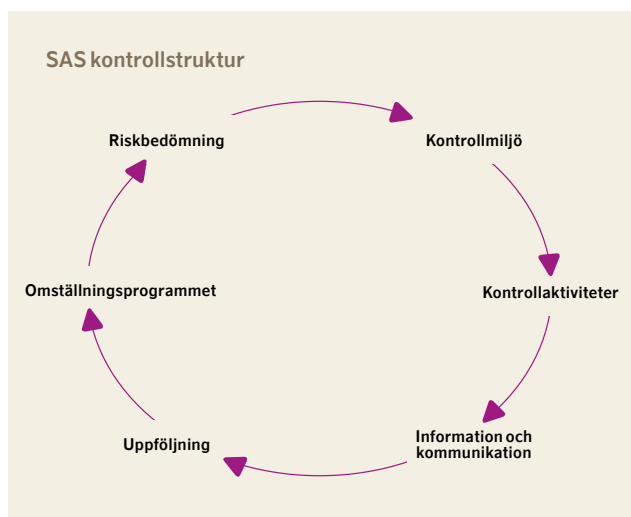 SAS kontrollstruktur
Riskbedömning
Kontrollmiljö
Omställningsprogrammet
Kontrollaktiviteter
Uppföljning
Information och
kommunikation